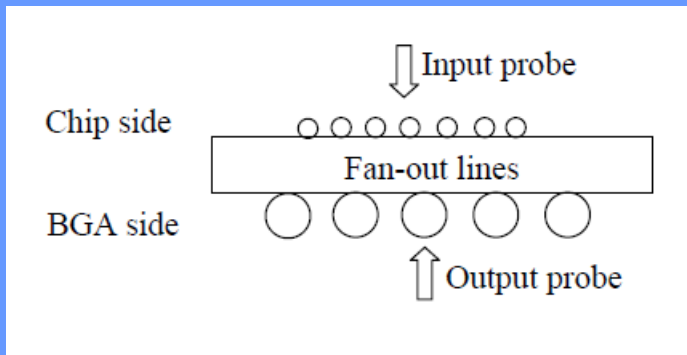 Input probe
Chip side
Fan-out lines
BGA side
Output probe